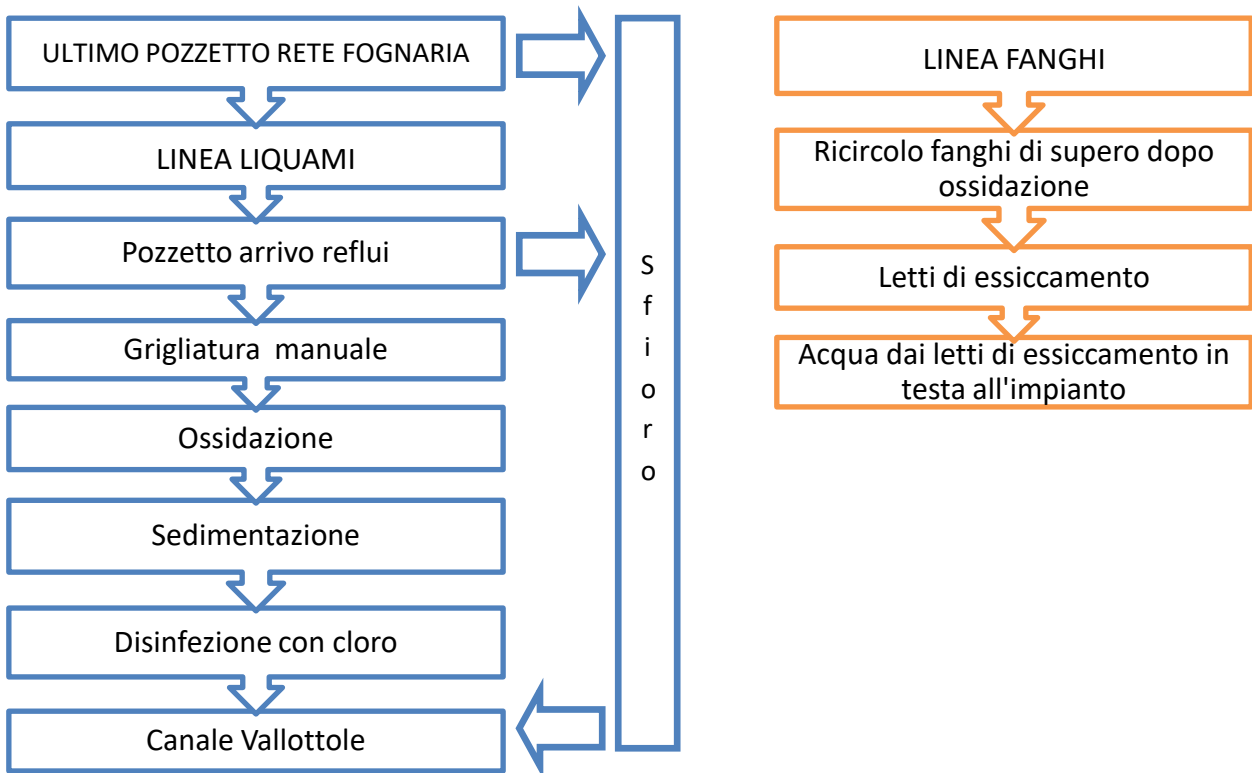 ULTIMO POZZETTO RETE FOGNARIA
LINEA LIQUAMI
Pozzetto arrivo reflui
Grigliatura manuale
Ossidazione
Sedimentazione
Disinfezione con cloro
Canale Vallottole
S
f
i
o
r
o
LINEA FANGHI
Ricircolo fanghi di supero dopo
ossidazione
Letti di essiccamento
Acqua dai letti di essiccamento in
testa all'impianto